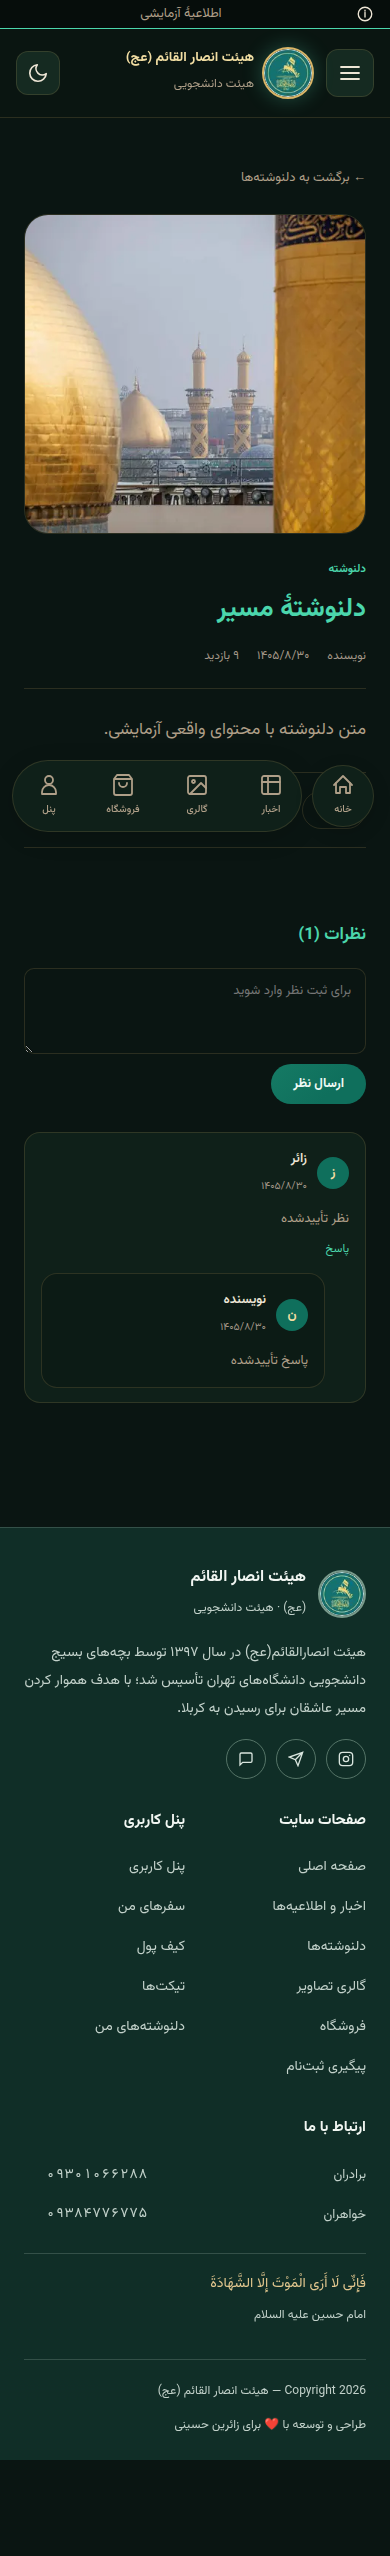 اطلاعیهٔ آزمایشی
هیئت انصار القائم (عج)
هیئت دانشجویی
← برگشت به دلنوشته‌ها
دلنوشته
دلنوشتهٔ مسیر
نویسنده ۱۴۰۵/۸/۳۰ ۹ بازدید
متن دلنوشته با محتوای واقعی آزمایشی.
خانه اخبار گالری فروشگاه پنل
نظرات (1)
برای ثبت نظر وارد شوید
ارسال نظر
ز
زائر
۱۴۰۵/۸/۳۰
نظر تأییدشده
پاسخ
ن
نویسنده
۱۴۰۵/۸/۳۰
پاسخ تأییدشده
هیئت انصار القائم
(عج) · هیئت دانشجویی
هیئت انصارالقائم(عج) در سال ۱۳۹۷ توسط بچه‌های بسیج
دانشجویی دانشگاه‌های تهران تأسیس شد؛ با هدف هموار کردن
مسیر عاشقان برای رسیدن به کربلا.
صفحات سایت
صفحه اصلی
اخبار و اطلاعیه‌ها
دلنوشته‌ها
گالری تصاویر
فروشگاه
پیگیری ثبت‌نام
پنل کاربری
پنل کاربری
سفرهای من
کیف پول
تیکت‌ها
دلنوشته‌های من
ارتباط با ما
برادران ۰۹۳۰۱۰۶۶۲۸۸
خواهران ۰۹۳۸۴۷۷۶۷۷۵
فَإِنِّی لَا أَرَى الْمَوْتَ إِلَّا الشَّهَادَةَ
امام حسین علیه السلام
Copyright 2026 — هیئت انصار القائم (عج)
طراحی و توسعه با ❤️ برای زائرین حسینی